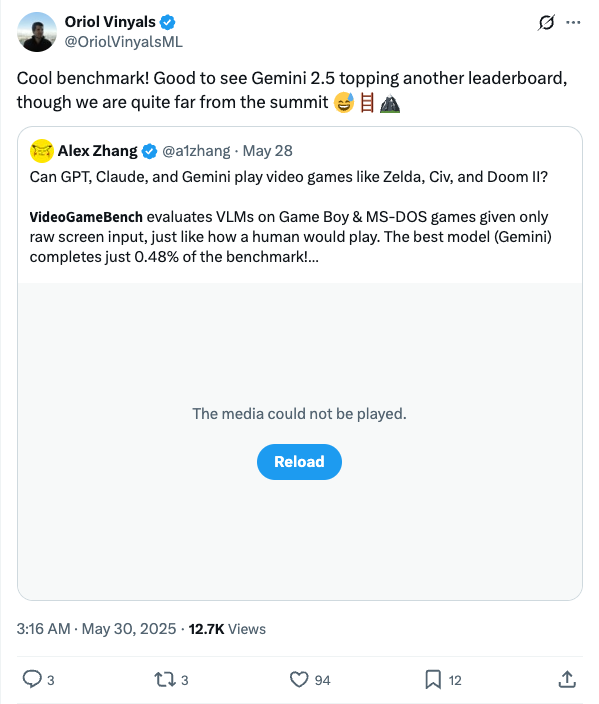 Oriol Vinyals
@OriolVinyalsML
Cool benchmark! Good to see Gemini 2.5 topping another leaderboard,
though we are quite far from the summit 😅🪜⛰️
Alex Zhang @a1zhang · May 28
Can GPT, Claude, and Gemini play video games like Zelda, Civ, and Doom II?
𝗩𝗶𝗱𝗲𝗼𝗚𝗮𝗺𝗲𝗕𝗲𝗻𝗰𝗵 evaluates VLMs on Game Boy & MS-DOS games given only
raw screen input, just like how a human would play. The best model (Gemini)
completes just 0.48% of the benchmark!...
The media could not be played.
Reload
3:16 AM · May 30, 2025 · 12.7K Views
3 3 94 12